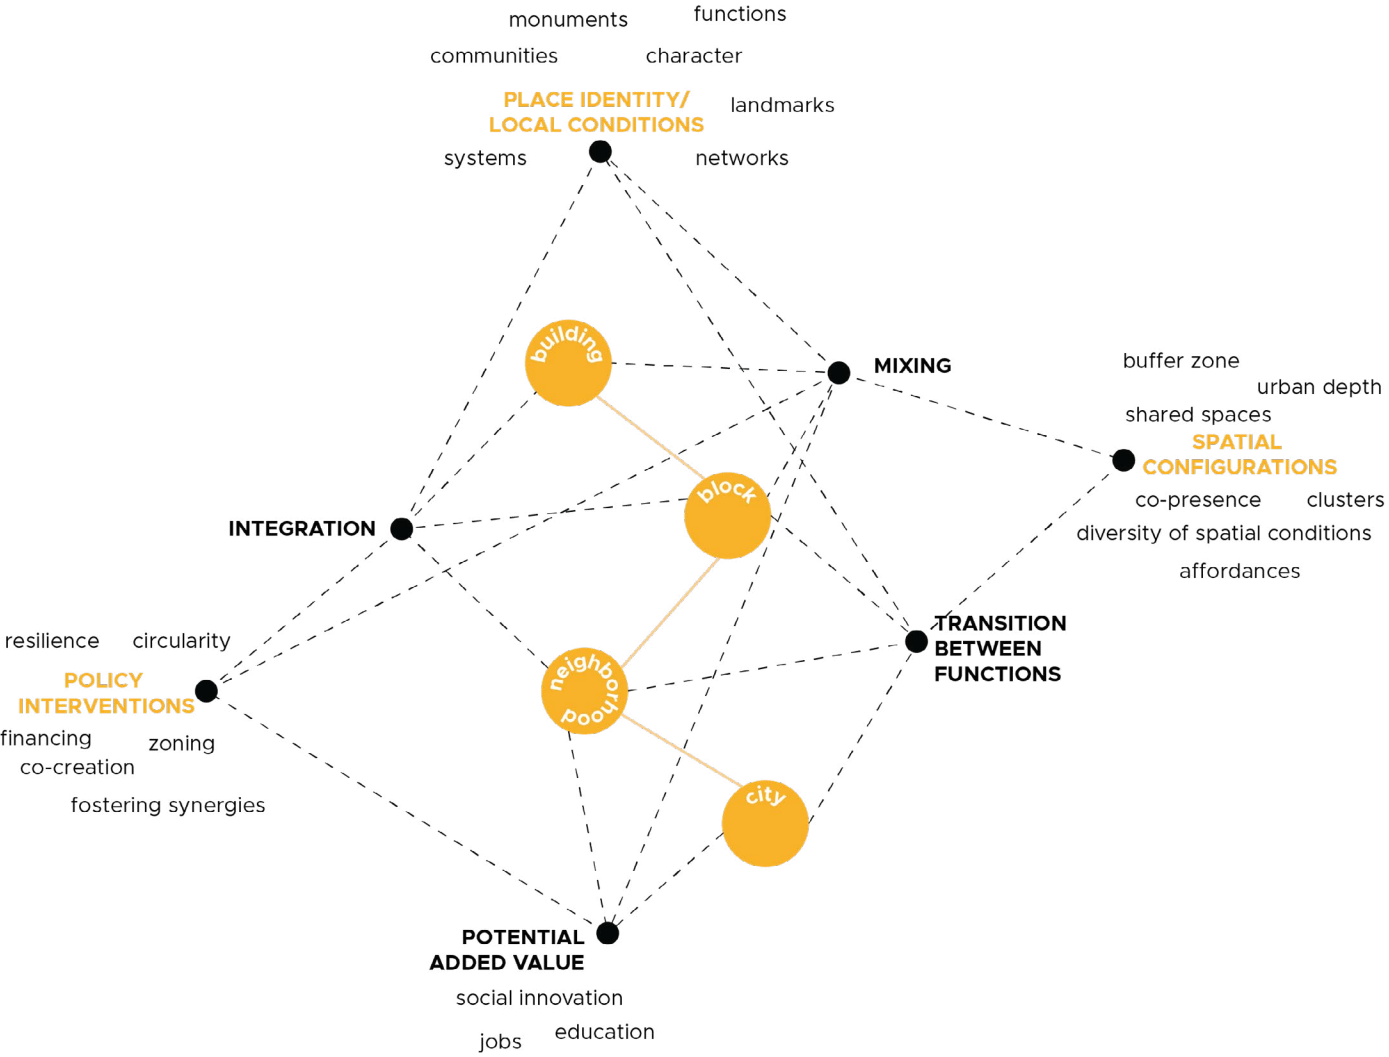 monuments
functions
communities
character
PLACE IDENTITY/
LOCAL CONDITIONS
landmarks
systems
networks
building
MIXING
buffer zone
urban depth
shared spaces
SPATIAL
CONFIGURATIONS
co-presence
clusters
diversity of spatial conditions
affordances
block
INTEGRATION
TRANSITION
BETWEEN
FUNCTIONS
resilience
circularity
POLICY
INTERVENTIONS
financing
zoning
co-creation
fostering synergies
neighborhood
city
POTENTIAL
ADDED VALUE
social innovation
jobs
education